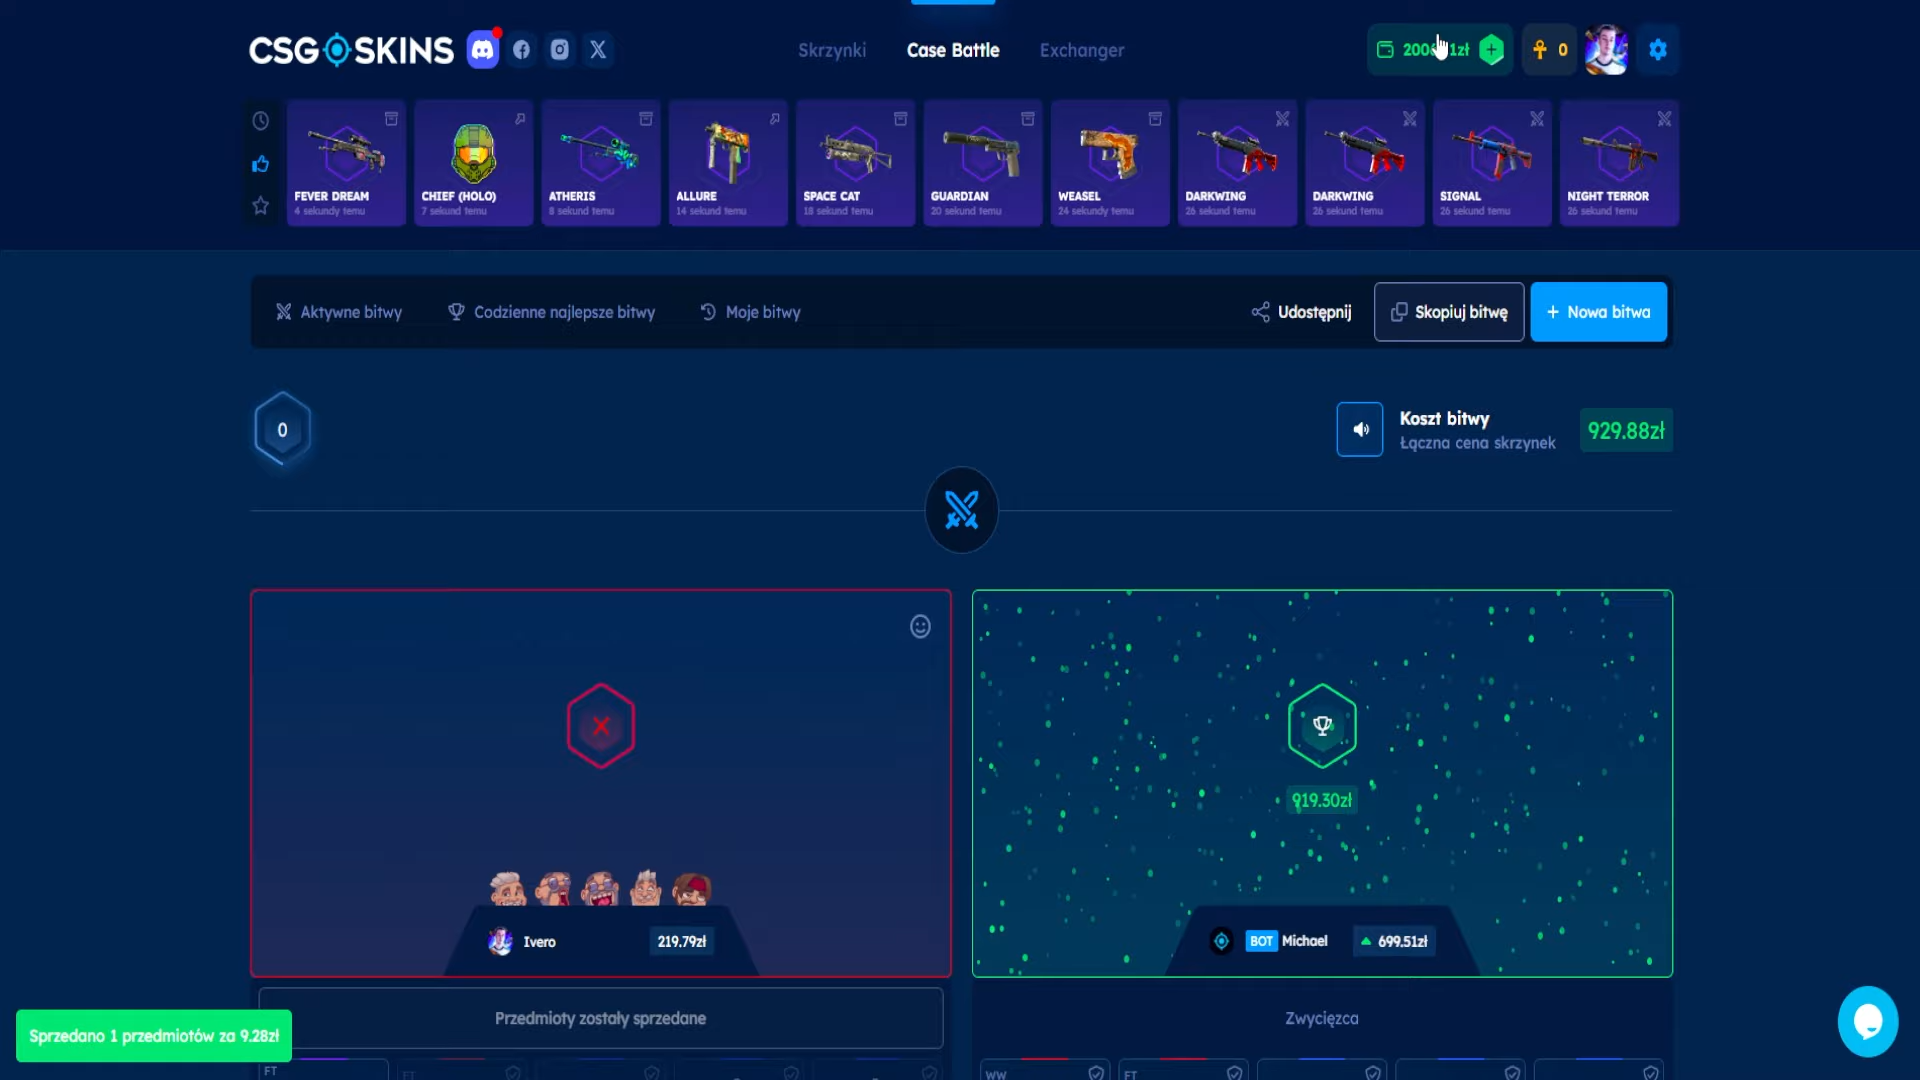 CSG SKINS
Skrzynki
Case Battle
Exchanger
0
FEVER DREAM
4 sekundy temu
CHIEF (HOLO)
7 sekund temu
ATHERIS
8 sekund temu
ALLURE
14 sekund temu
SPACE CAT
18 sekund temu
GUARDIAN
20 sekund temu
WEASEL
24 sekundy temu
DARKWING
26 sekund temu
DARKWING
26 sekund temu
SIGNAL
26 sekund temu
NIGHT TERROR
26 sekund temu
Aktywne bitwy
Codzienne najlepsze bitwy
Moje bitwy
Udostępnij
Skopiuj bitwę
+ Nowa bitwa
0
Koszt bitwy
Łączna cena skrzynek
929.88zł
919.30zł
Ivero
219.79zł
BOT Michael
699.51zł
Przedmioty zostały sprzedane
Zwycięzca
Sprzedano 1 przedmiotów za 9.28zł
FT
FT
WW
FT